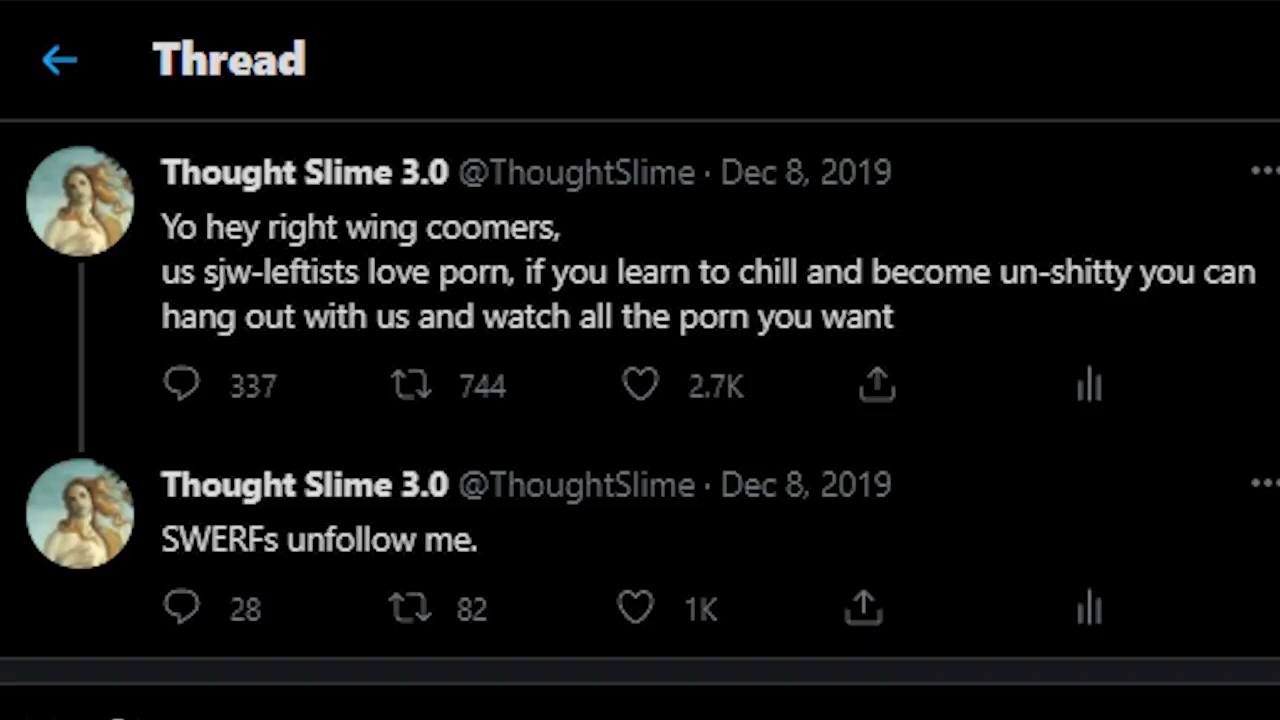 Thread
Thought Slime 3.0 @ThoughtSlime · Dec 8, 2019
Yo hey right wing coomers,
us sjw-leftists love porn, if you learn to chill and become un-shitty you can
hang out with us and watch all the porn you want
337 744 2.7K
Thought Slime 3.0 @ThoughtSlime · Dec 8, 2019
SWERFs unfollow me.
28 82 1K